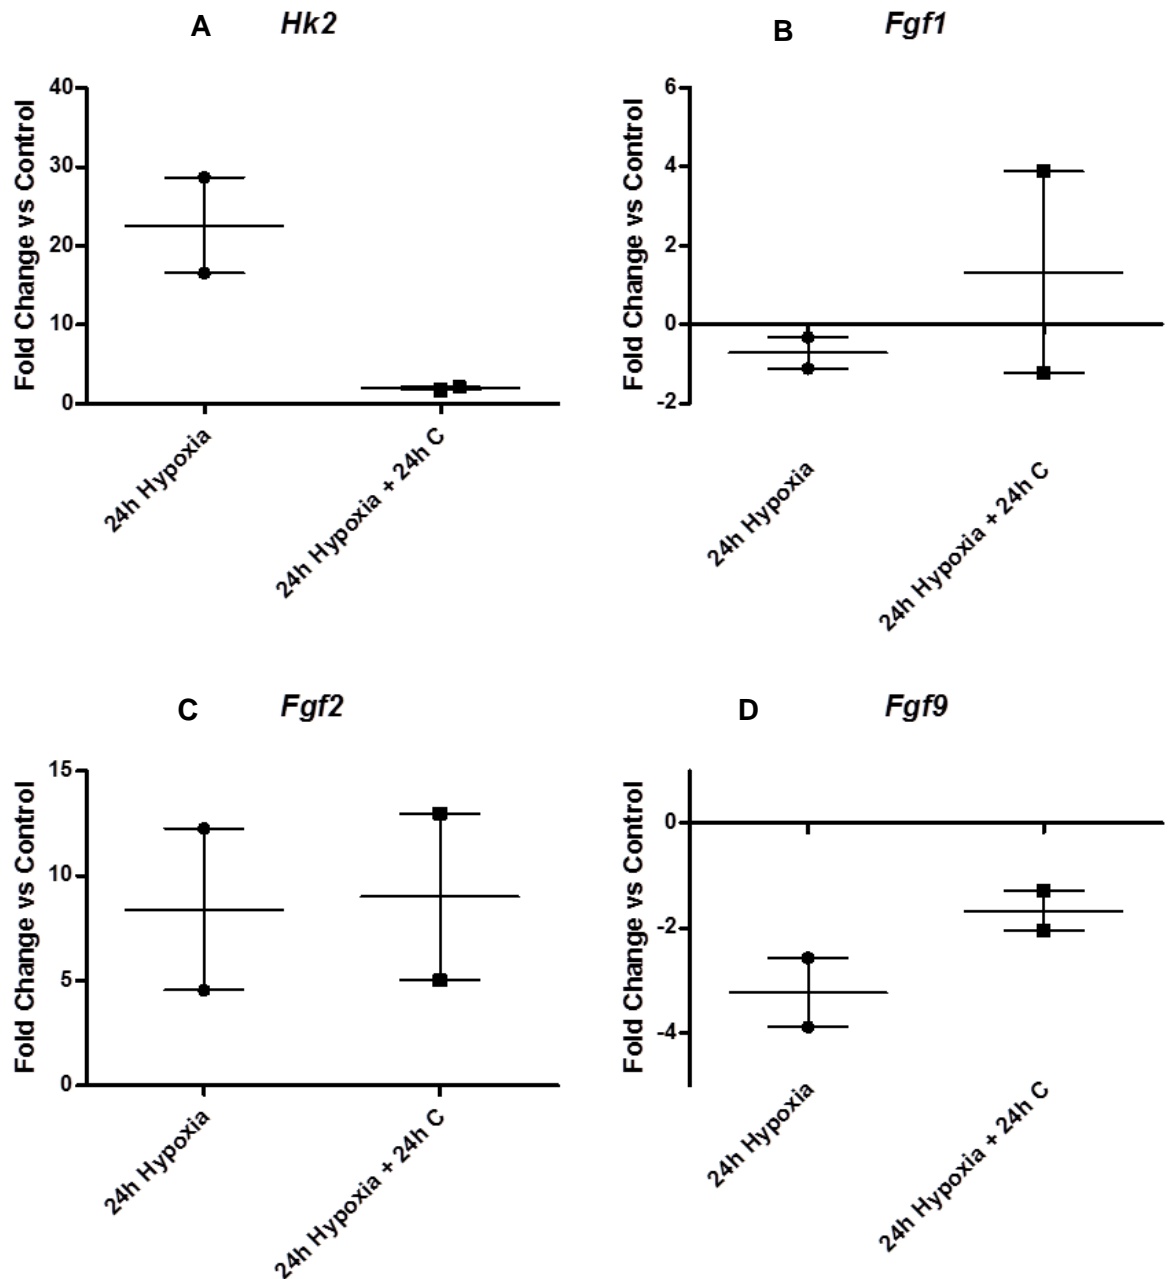 A Hk2
Fold Change vs Control
40
30
20
10
0
24h Hypoxia
24h Hypoxia + 24h C
B Fgf1
Fold Change vs Control
6
4
2
0
-2
24h Hypoxia
24h Hypoxia + 24h C
C Fgf2
Fold Change vs Control
15
10
5
0
24h Hypoxia
24h Hypoxia + 24h C
D Fgf9
Fold Change vs Control
0
-2
-4
24h Hypoxia
24h Hypoxia + 24h C